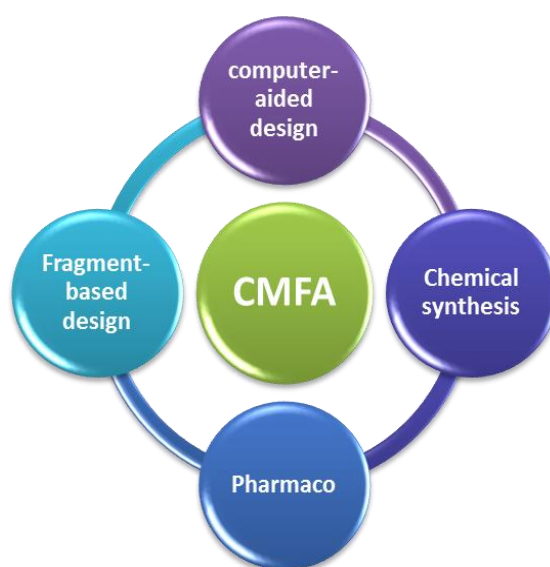 computer-
aided
design
Fragment-
based
design
CMFA
Chemical
synthesis
Pharmaco